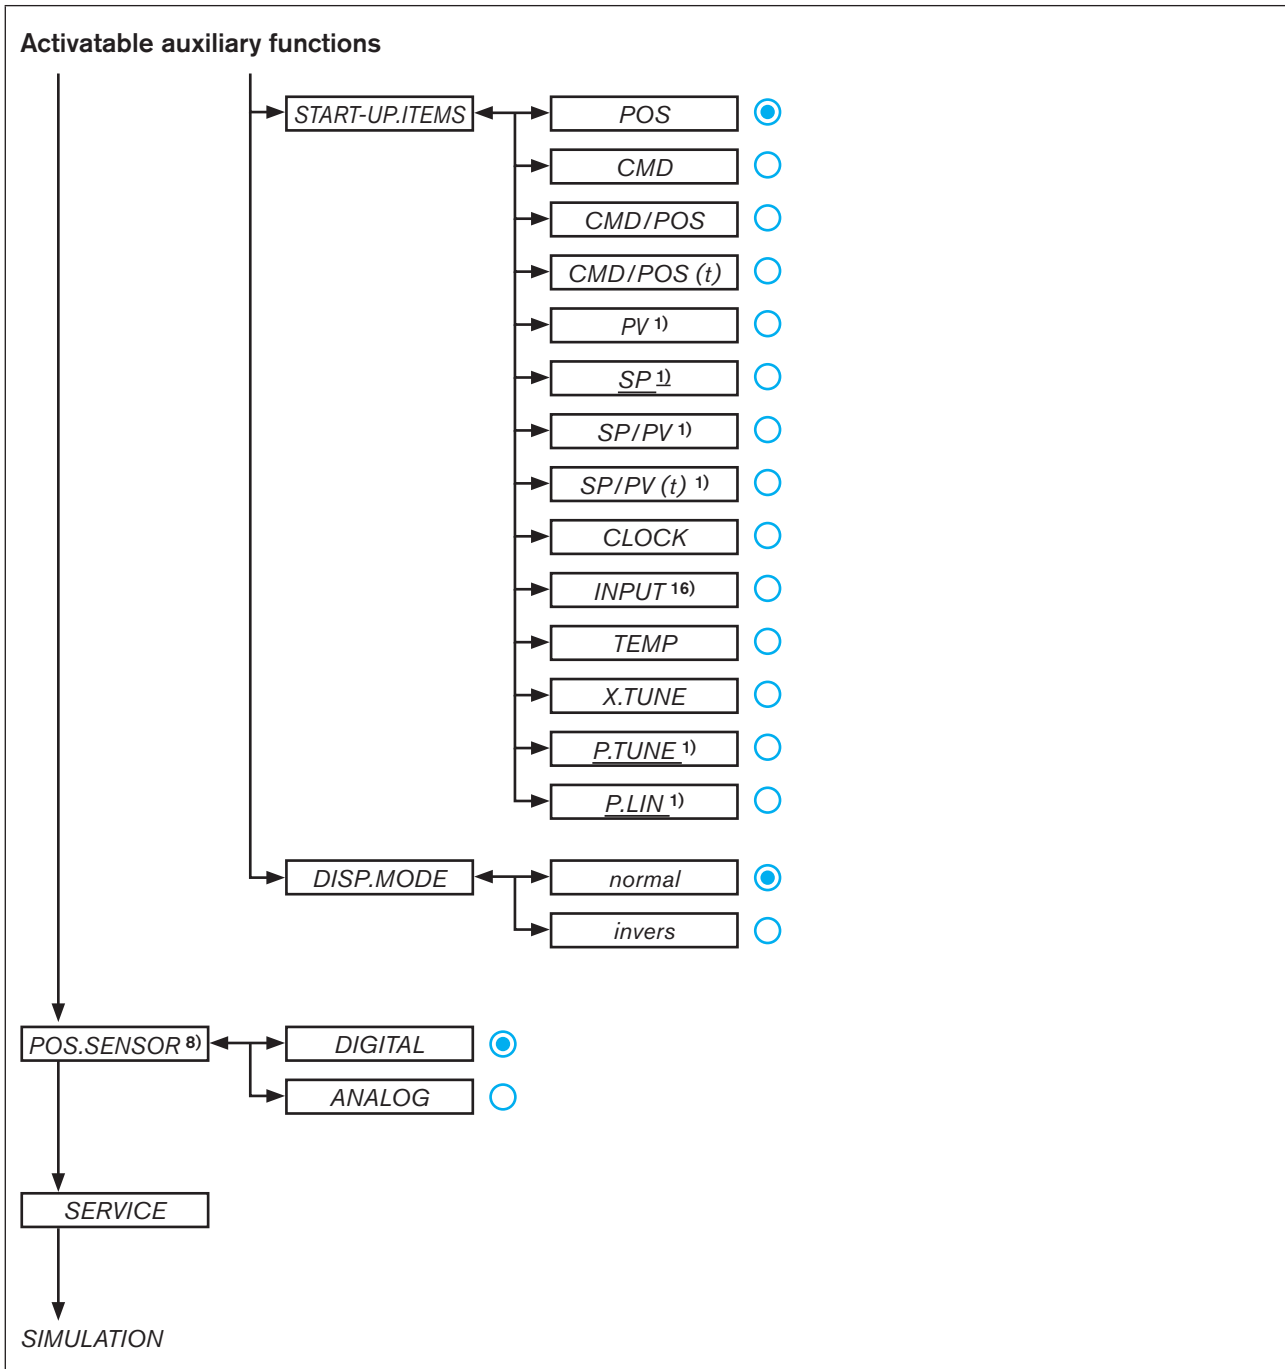 Activatable auxiliary functions
START-UP.ITEMS
POS
CMD
CMD/POS
CMD/POS (t)
PV 1)
SP 1)
SP/PV 1)
SP/PV (t) 1)
CLOCK
INPUT 16)
TEMP
X.TUNE
P.TUNE 1)
P.LIN 1)
DISP.MODE
normal
invers
POS.SENSOR 8)
DIGITAL
ANALOG
SERVICE
SIMULATION